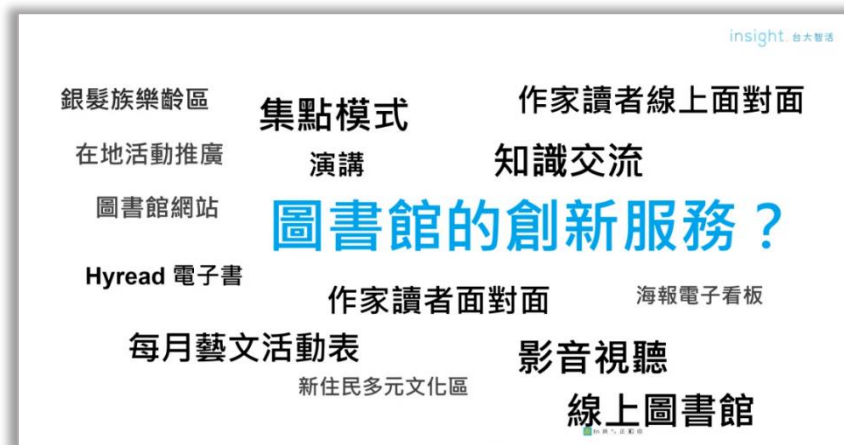 insight 台大智活
銀髮族樂齡區
集點模式
作家讀者線上面對面
在地活動推廣
演講
知識交流
圖書館網站
圖書館的創新服務？
Hyread 電子書
作家讀者面對面
海報電子看板
每月藝文活動表
影音視聽
新住民多元文化區
線上圖書館